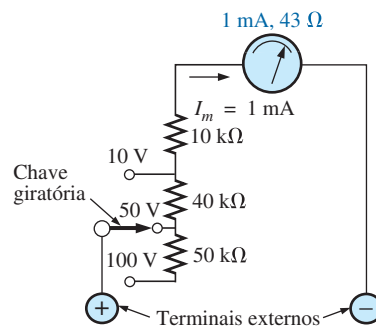 1 mA, 43 Ω
I_m = 1 mA
10 kΩ
10 V
Chave
giratória
50 V
40 kΩ
100 V
50 kΩ
+
Terminais externos
−